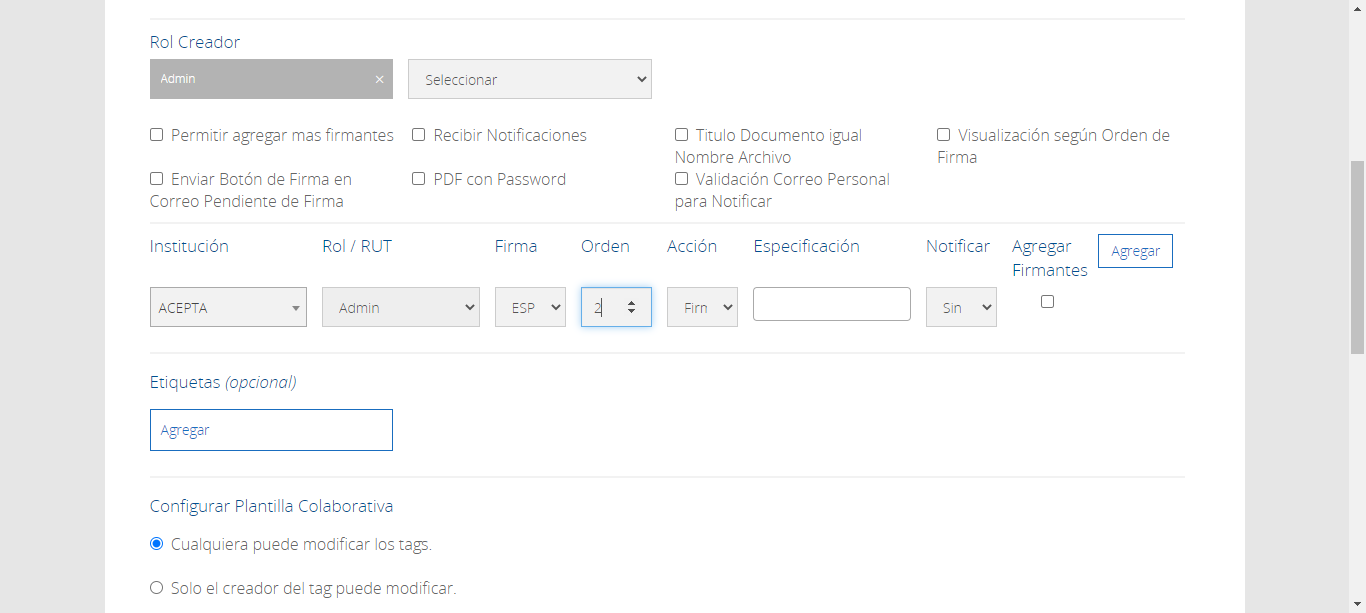 Rol Creador
Admin ×
Seleccionar
Permitir agregar mas firmantes
Recibir Notificaciones
Titulo Documento igual
Nombre Archivo
Visualización según Orden de
Firma
Enviar Botón de Firma en
Correo Pendiente de Firma
PDF con Password
Validación Correo Personal
para Notificar
Institución Rol / RUT Firma Orden Acción Especificación Notificar Agregar
Firmantes
Agregar
ACEPTA Admin ESP 2 Firn Sin
Etiquetas (opcional)
Agregar
Configurar Plantilla Colaborativa
Cualquiera puede modificar los tags.
Solo el creador del tag puede modificar.